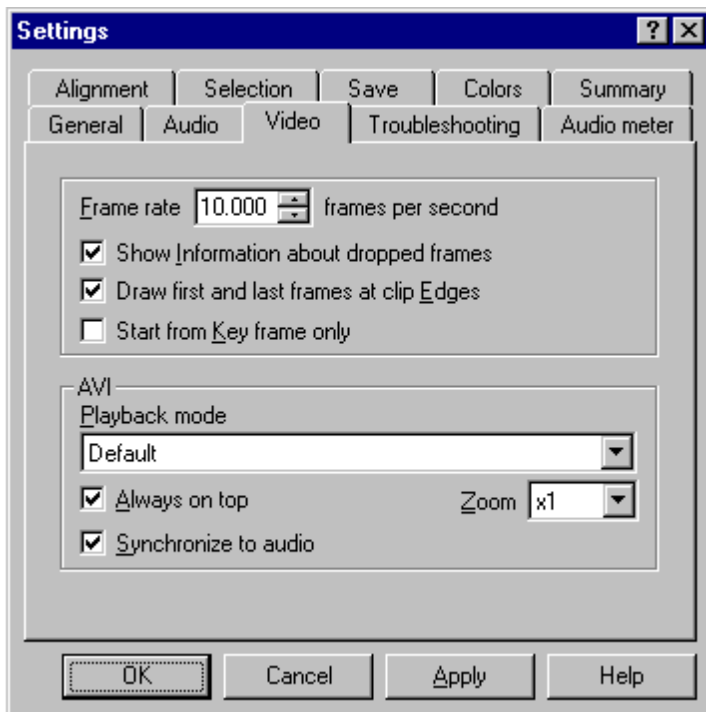 Settings
Alignment Selection Save Colors Summary
General Audio Video Troubleshooting Audio meter
Frame rate 10.000 frames per second
Show Information about dropped frames
Draw first and last frames at clip Edges
Start from Key frame only
AVI
Playback mode
Default
Always on top Zoom x1
Synchronize to audio
OK Cancel Apply Help